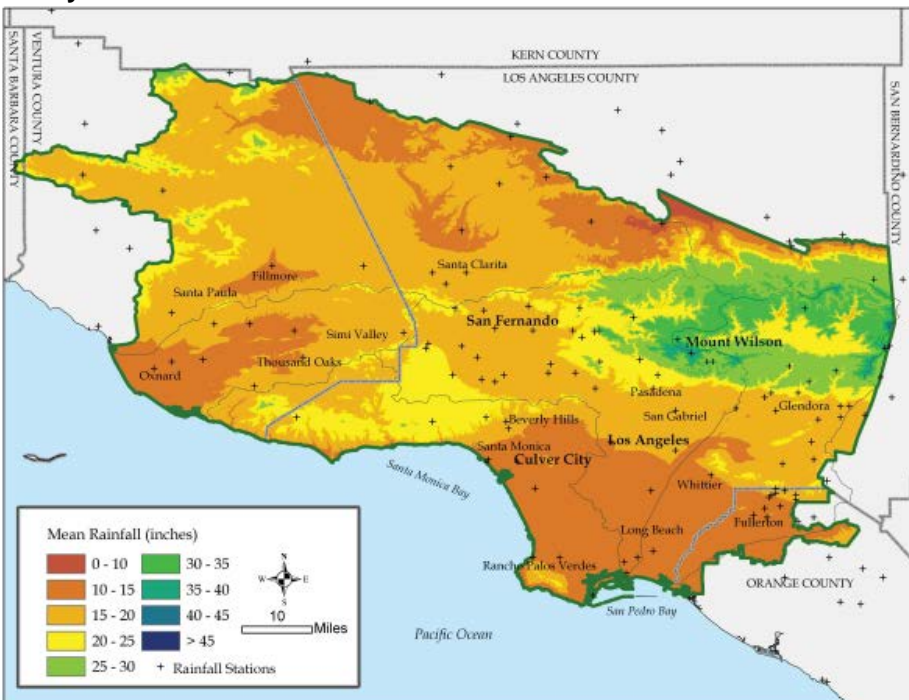 KERN COUNTY
LOS ANGELES COUNTY
SANTA BARBARA COUNTY
VENTURA COUNTY
SAN BERNARDINO COUNTY
Santa Clarita
Fillmore
Santa Paula
San Fernando
Simi Valley
Mount Wilson
Thousand Oaks
Oxnard
Pasadena
Glendora
San Gabriel
Beverly Hills
Los Angeles
Santa Monica
Culver City
Santa Monica Bay
Whittier
Fullerton
Long Beach
Rancho Palos Verdes
ORANGE COUNTY
San Pedro Bay
Pacific Ocean
Mean Rainfall (inches)
0 - 10
30 - 35
10 - 15
35 - 40
15 - 20
40 - 45
20 - 25
> 45
25 - 30
+ Rainfall Stations
N
W
E
S
10
Miles